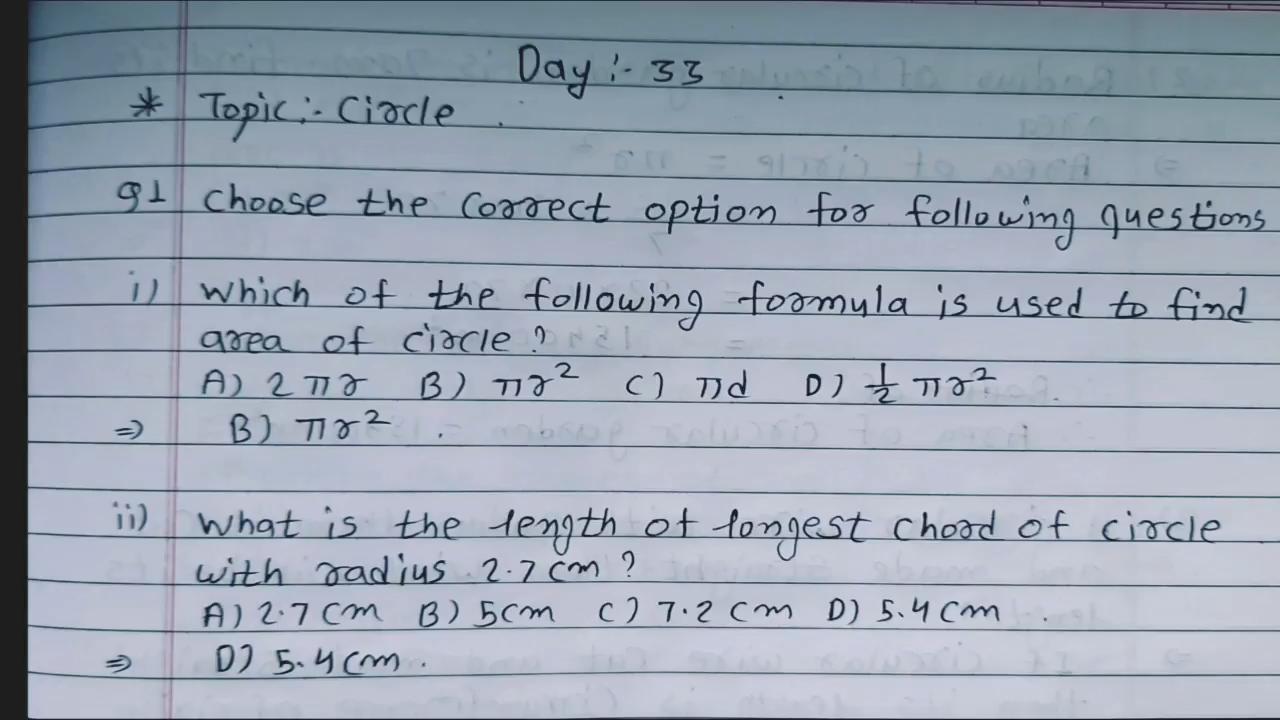 Day :- 33
* Topic :- Circle .
Q1 Choose the correct option for following questions
i) Which of the following formula is used to find
area of circle ?
A) 2πr B) πr² C) πd D) ½ πr² .
⇒ B) πr² .
ii) What is the length of longest chord of circle
with radius 2.7 cm ?
A) 2.7 cm B) 5cm C) 7.2 cm D) 5.4 cm .
⇒ D) 5.4 cm .